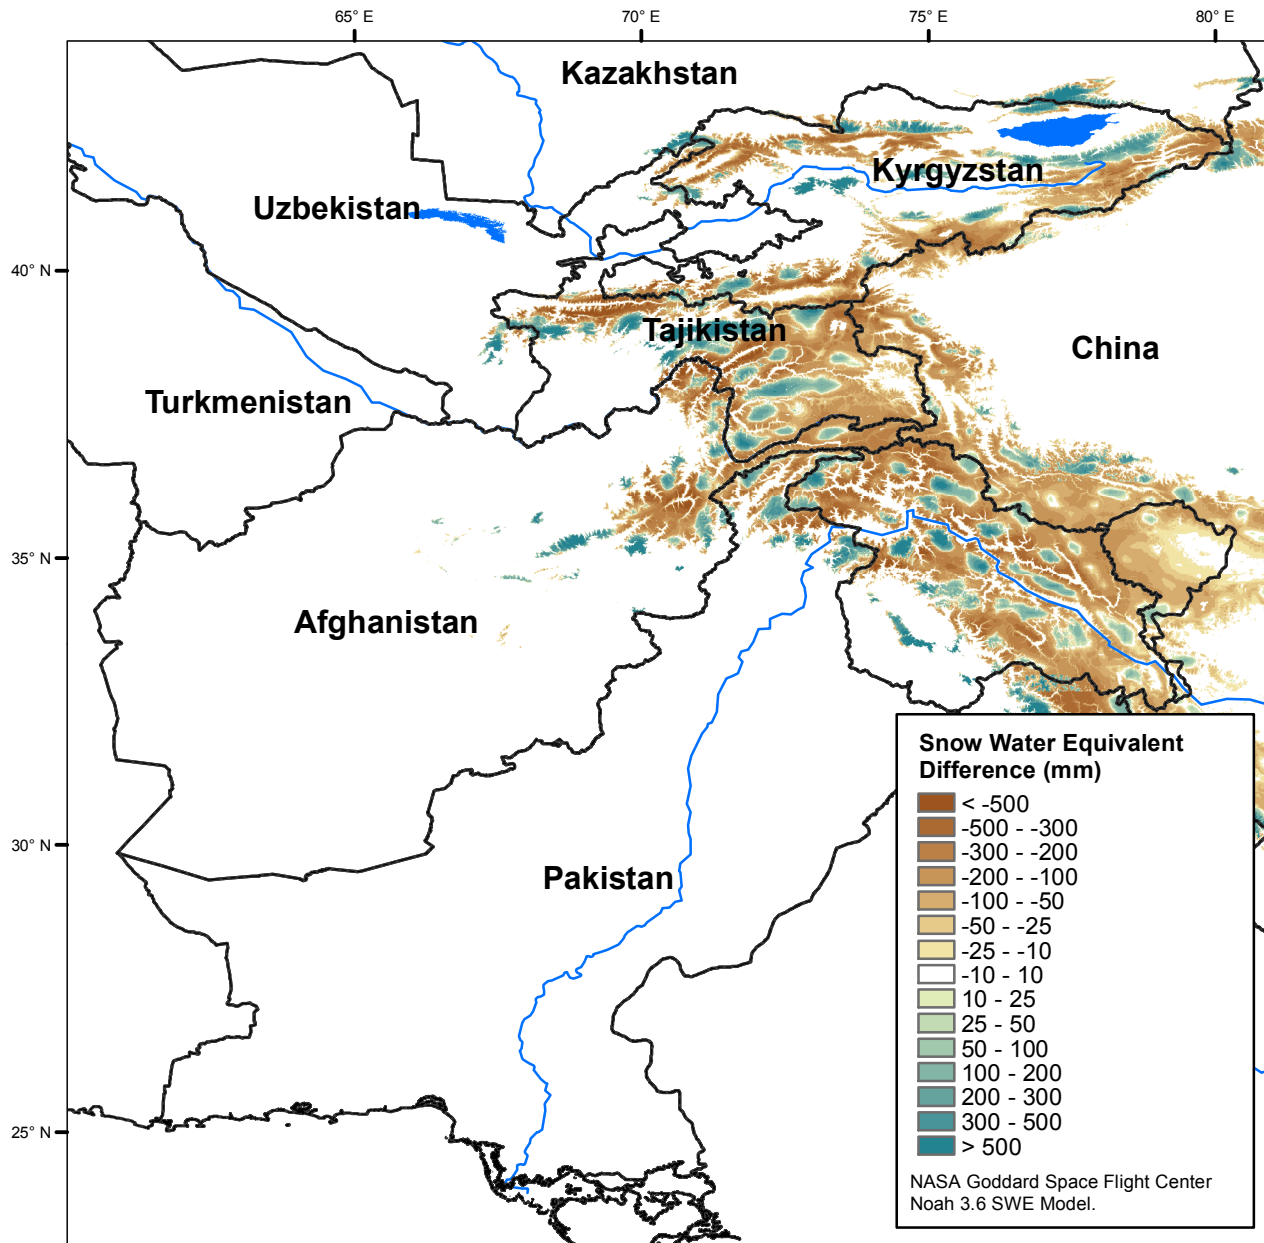 65° E
70° E
75° E
80° E
Kazakhstan
Kyrgyzstan
Uzbekistan
40° N
Tajikistan
China
Turkmenistan
35° N
Afghanistan
Snow Water Equivalent
Difference (mm)
< -500
-500 - -300
-300 - -200
-200 - -100
-100 - -50
-50 - -25
-25 - -10
-10 - 10
10 - 25
25 - 50
50 - 100
100 - 200
200 - 300
300 - 500
> 500
NASA Goddard Space Flight Center
Noah 3.6 SWE Model.
30° N
Pakistan
25° N